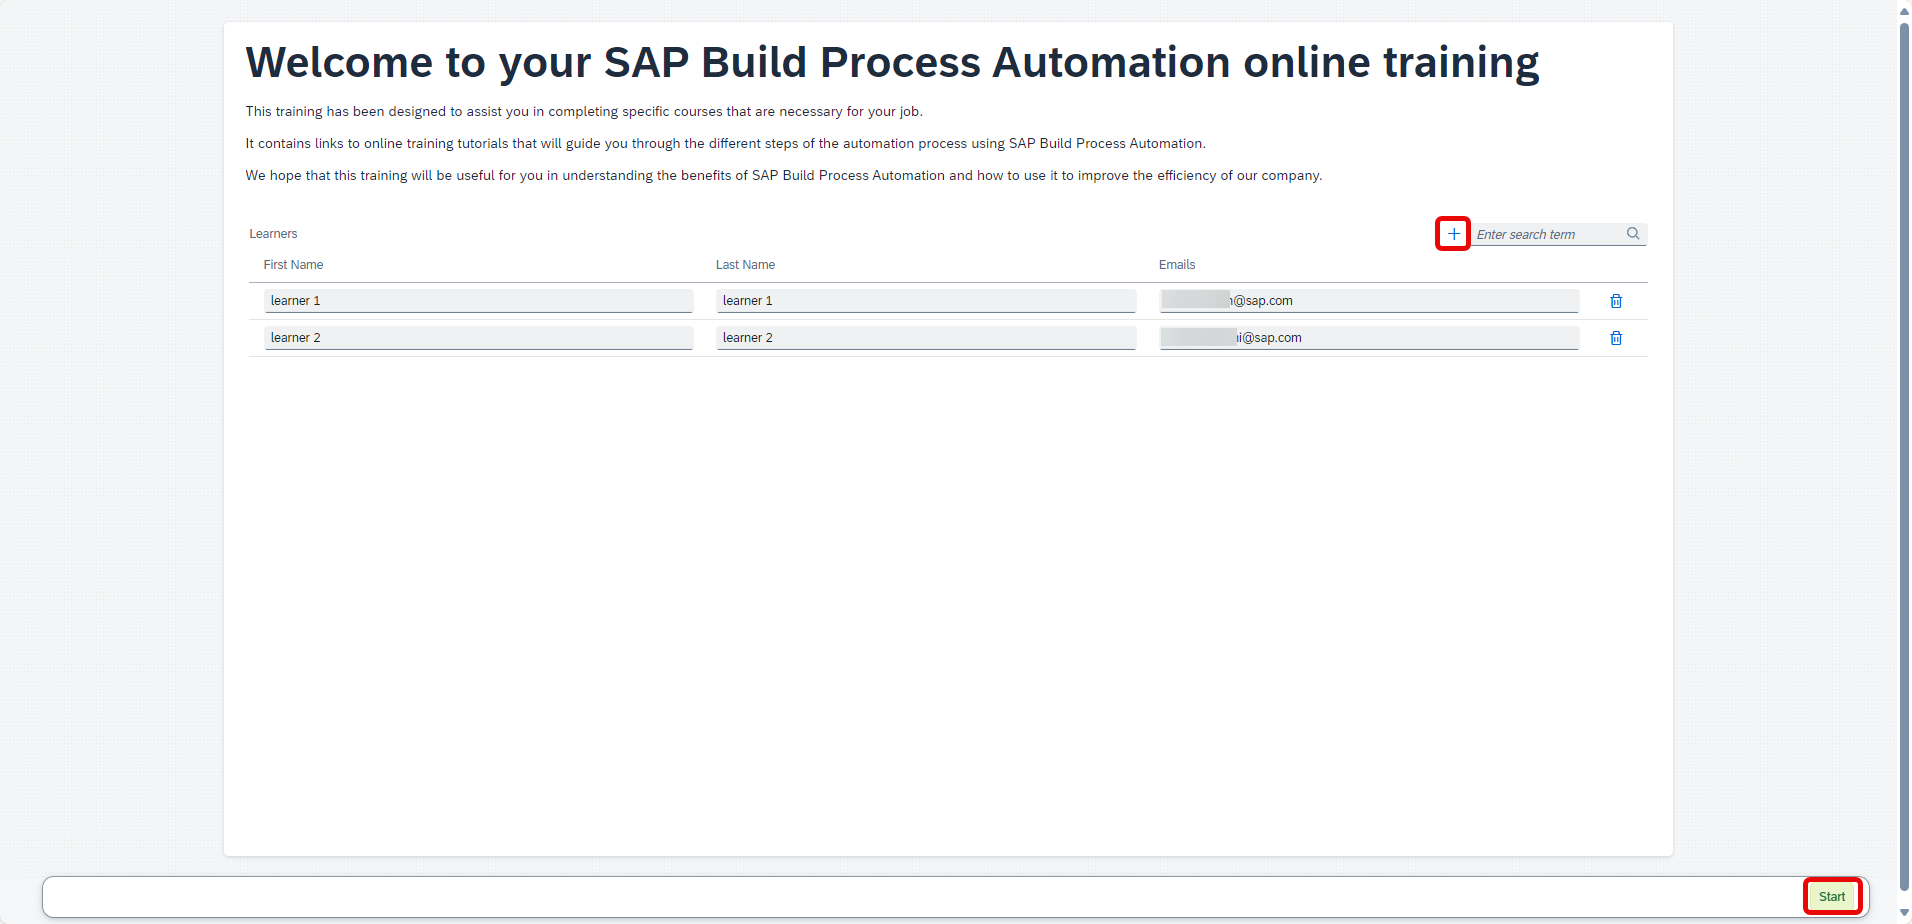 Welcome to your SAP Build Process Automation online training
This training has been designed to assist you in completing specific courses that are necessary for your job.
It contains links to online training tutorials that will guide you through the different steps of the automation process using SAP Build Process Automation.
We hope that this training will be useful for you in understanding the benefits of SAP Build Process Automation and how to use it to improve the efficiency of our company.
Learners
Enter search term
First Name Last Name Emails
learner 1 learner 1 @sap.com
learner 2 learner 2 i@sap.com
Start